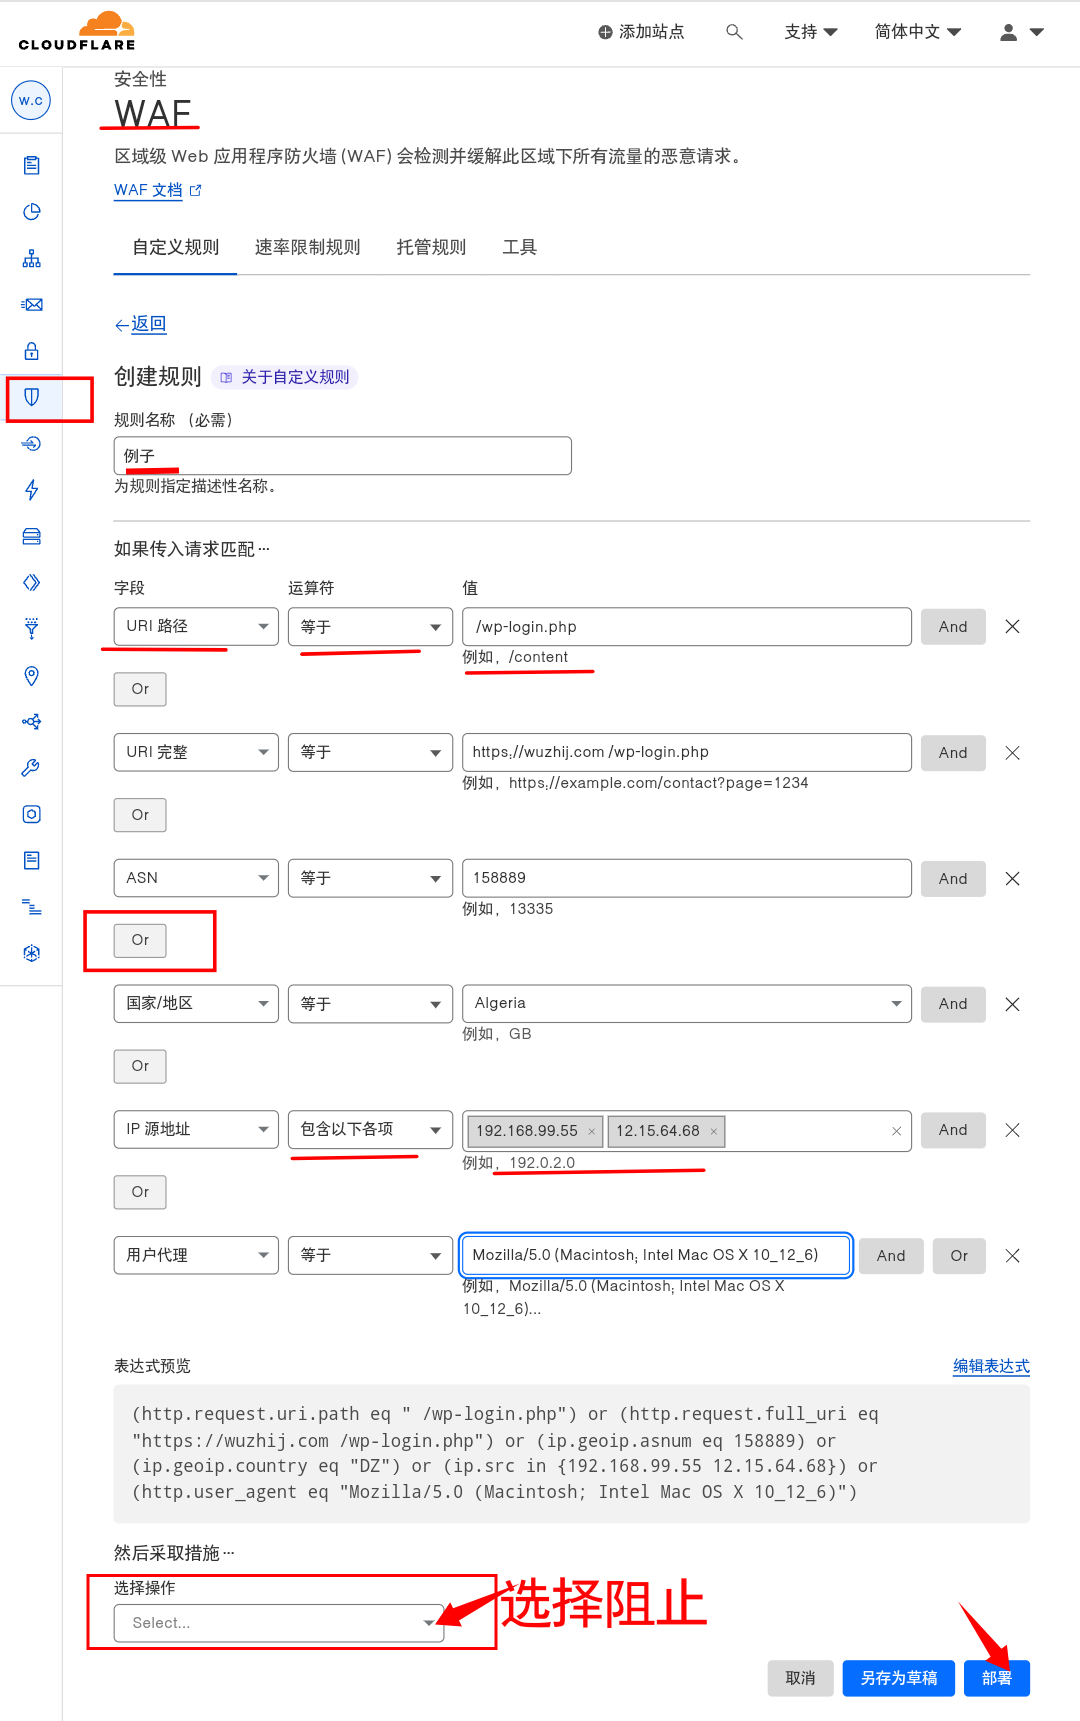 CLOUDFLARE
添加站点
支持
简体中文
W.C
安全性
WAF
区域级 Web 应用程序防火墙 (WAF) 会检测并缓解此区域下所有流量的恶意请求。
WAF 文档
自定义规则 速率限制规则 托管规则 工具
←返回
创建规则 关于自定义规则
规则名称 （必需）
例子
为规则指定描述性名称。
如果传入请求匹配...
字段 运算符 值
URI 路径 等于 /wp-login.php And
例如，/content
Or
URI 完整 等于 https://wuzhij.com /wp-login.php And
例如，https://example.com/contact?page=1234
Or
ASN 等于 158889 And
例如，13335
Or
国家/地区 等于 Algeria And
例如，GB
Or
IP 源地址 包含以下各项 192.168.99.55 × 12.15.64.68 × And
例如，192.0.2.0
Or
用户代理 等于 Mozilla/5.0 (Macintosh; Intel Mac OS X 10_12_6) And Or
例如，Mozilla/5.0 (Macintosh; Intel Mac OS X
10_12_6)...
表达式预览 编辑表达式
(http.request.uri.path eq " /wp-login.php") or (http.request.full_uri eq
"https://wuzhij.com /wp-login.php") or (ip.geoip.asnum eq 158889) or
(ip.geoip.country eq "DZ") or (ip.src in {192.168.99.55 12.15.64.68}) or
(http.user_agent eq "Mozilla/5.0 (Macintosh; Intel Mac OS X 10_12_6)")
然后采取措施...
选择操作
Select...
选择阻止
取消 另存为草稿 部署